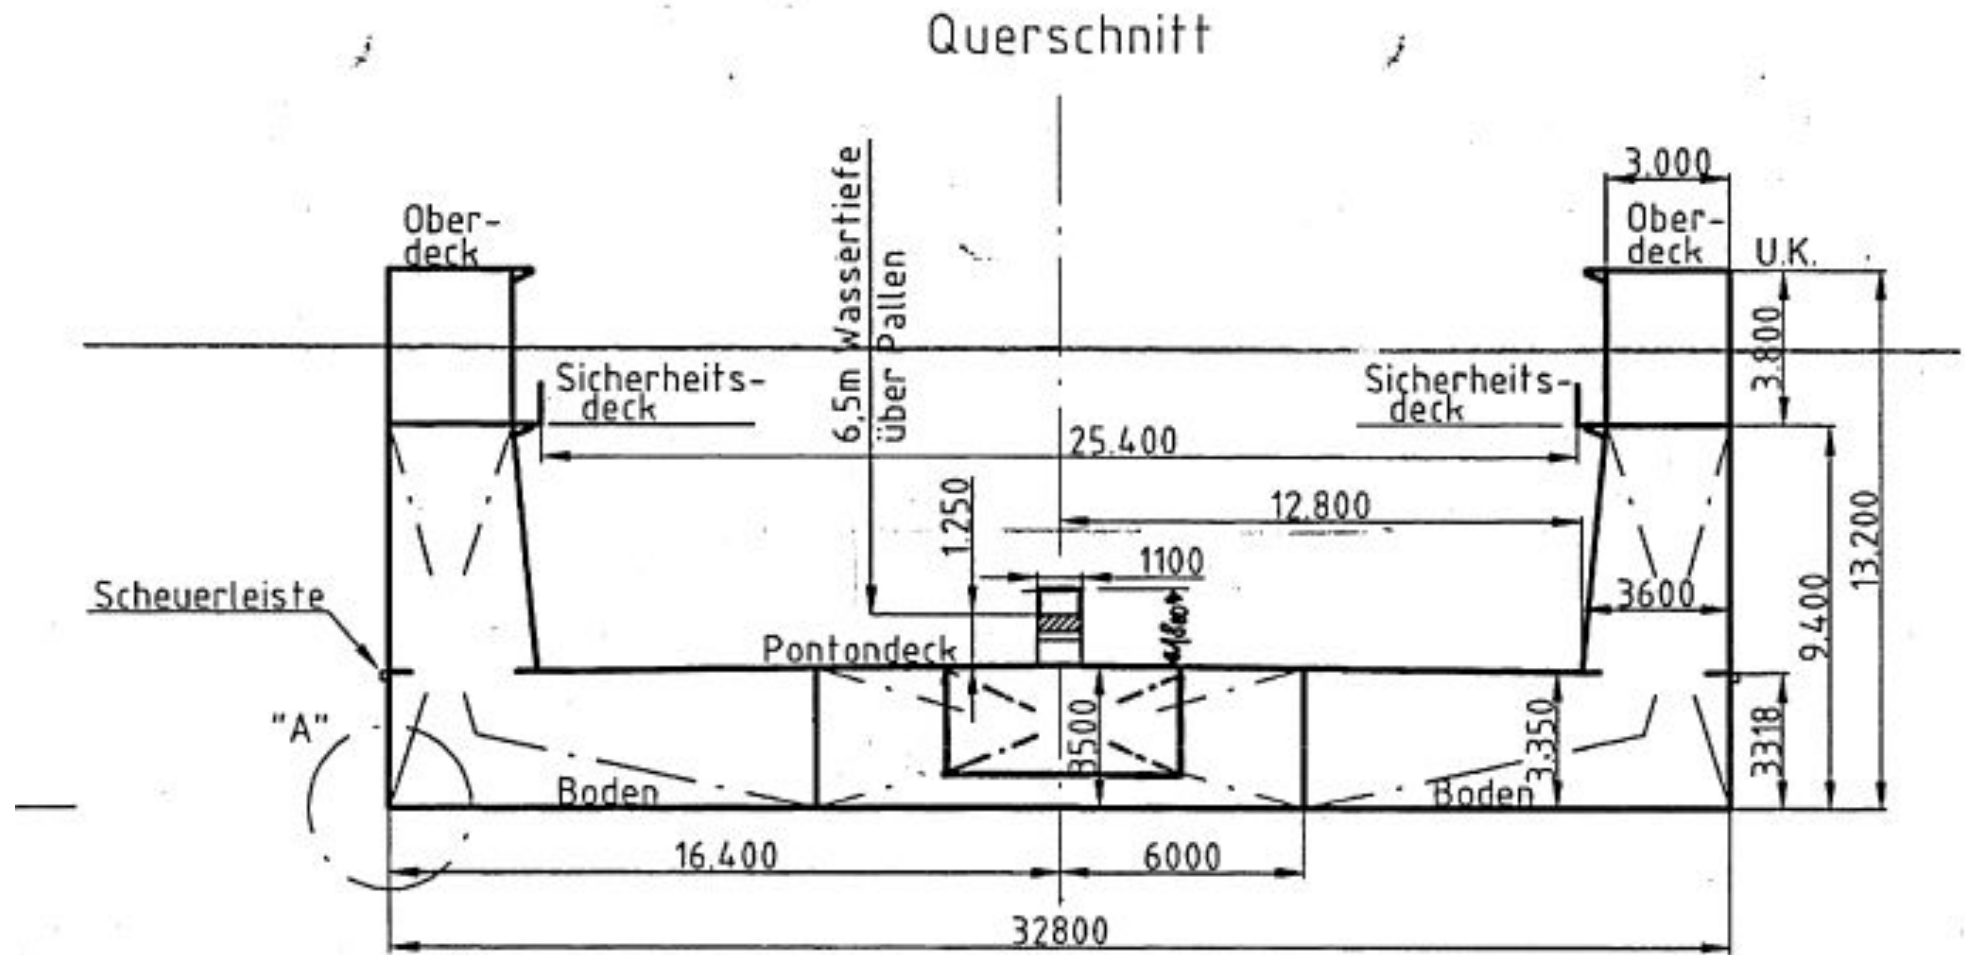 Querschnitt
3.000
Ober-
deck
Ober-
deck
U.K.
6,5m Wassertiefe
über Pallen
3.800
Sicherheits-
deck
Sicherheits-
deck
25.400
12.800
1.250
1100
13.200
Scheuerleiste
3600
9.400
Pontondeck
"A"
3500
3.350
3318
Boden
Boden
16.400
6000
32800